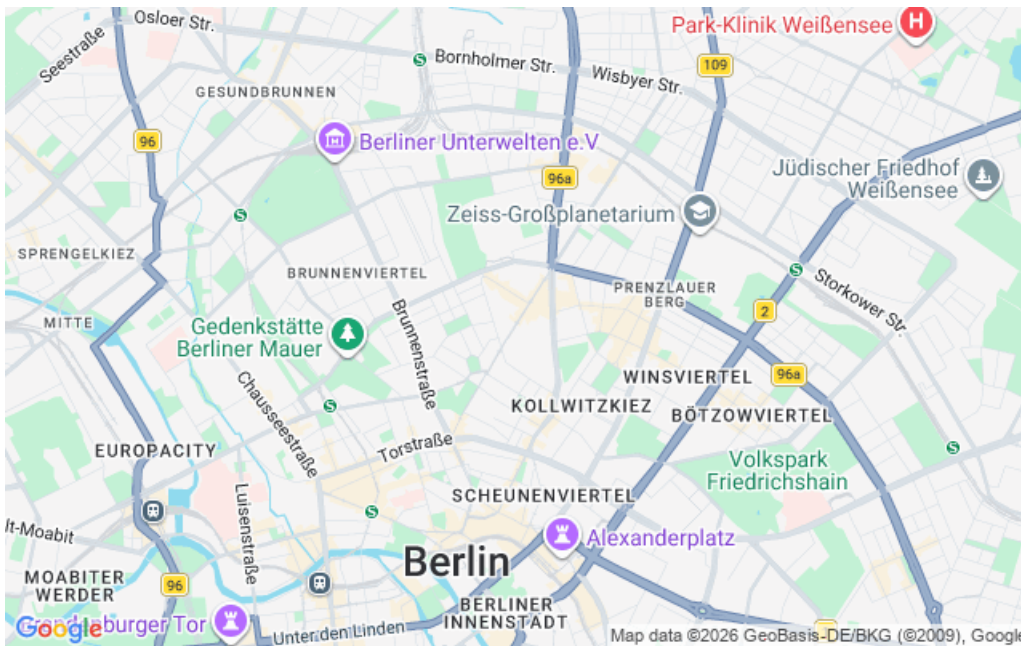 Osloer Str.
Park-Klinik Weißensee
H
Seestraße
S
Bornholmer Str.
109
Wisbyer Str.
GESUNDBRUNNEN
96
Berliner Unterwelten e.V
96a
Jüdischer Friedhof
Weißensee
S
Zeiss-Großplanetarium
SPRENGELKIEZ
BRUNNENVIERTEL
S
Storkower Str.
PRENZLAUER
BERG
MITTE
2
Gedenkstätte
Berliner Mauer
Brunnenstraße
Chausseestraße
WINSVIERTEL
96a
S
KOLLWITZKIEZ
BÖTZOWVIERTEL
EUROPACITY
Torstraße
S
Volkspark
Friedrichshain
Luisenstraße
SCHEUNENVIERTEL
S
lt-Moabit
Alexanderplatz
Berlin
MOABITER
WERDER
96
BERLINER
INNENSTADT
Brandenburger Tor
Google
Unter den Linden
Map data ©2026 GeoBasis-DE/BKG (©2009), Google